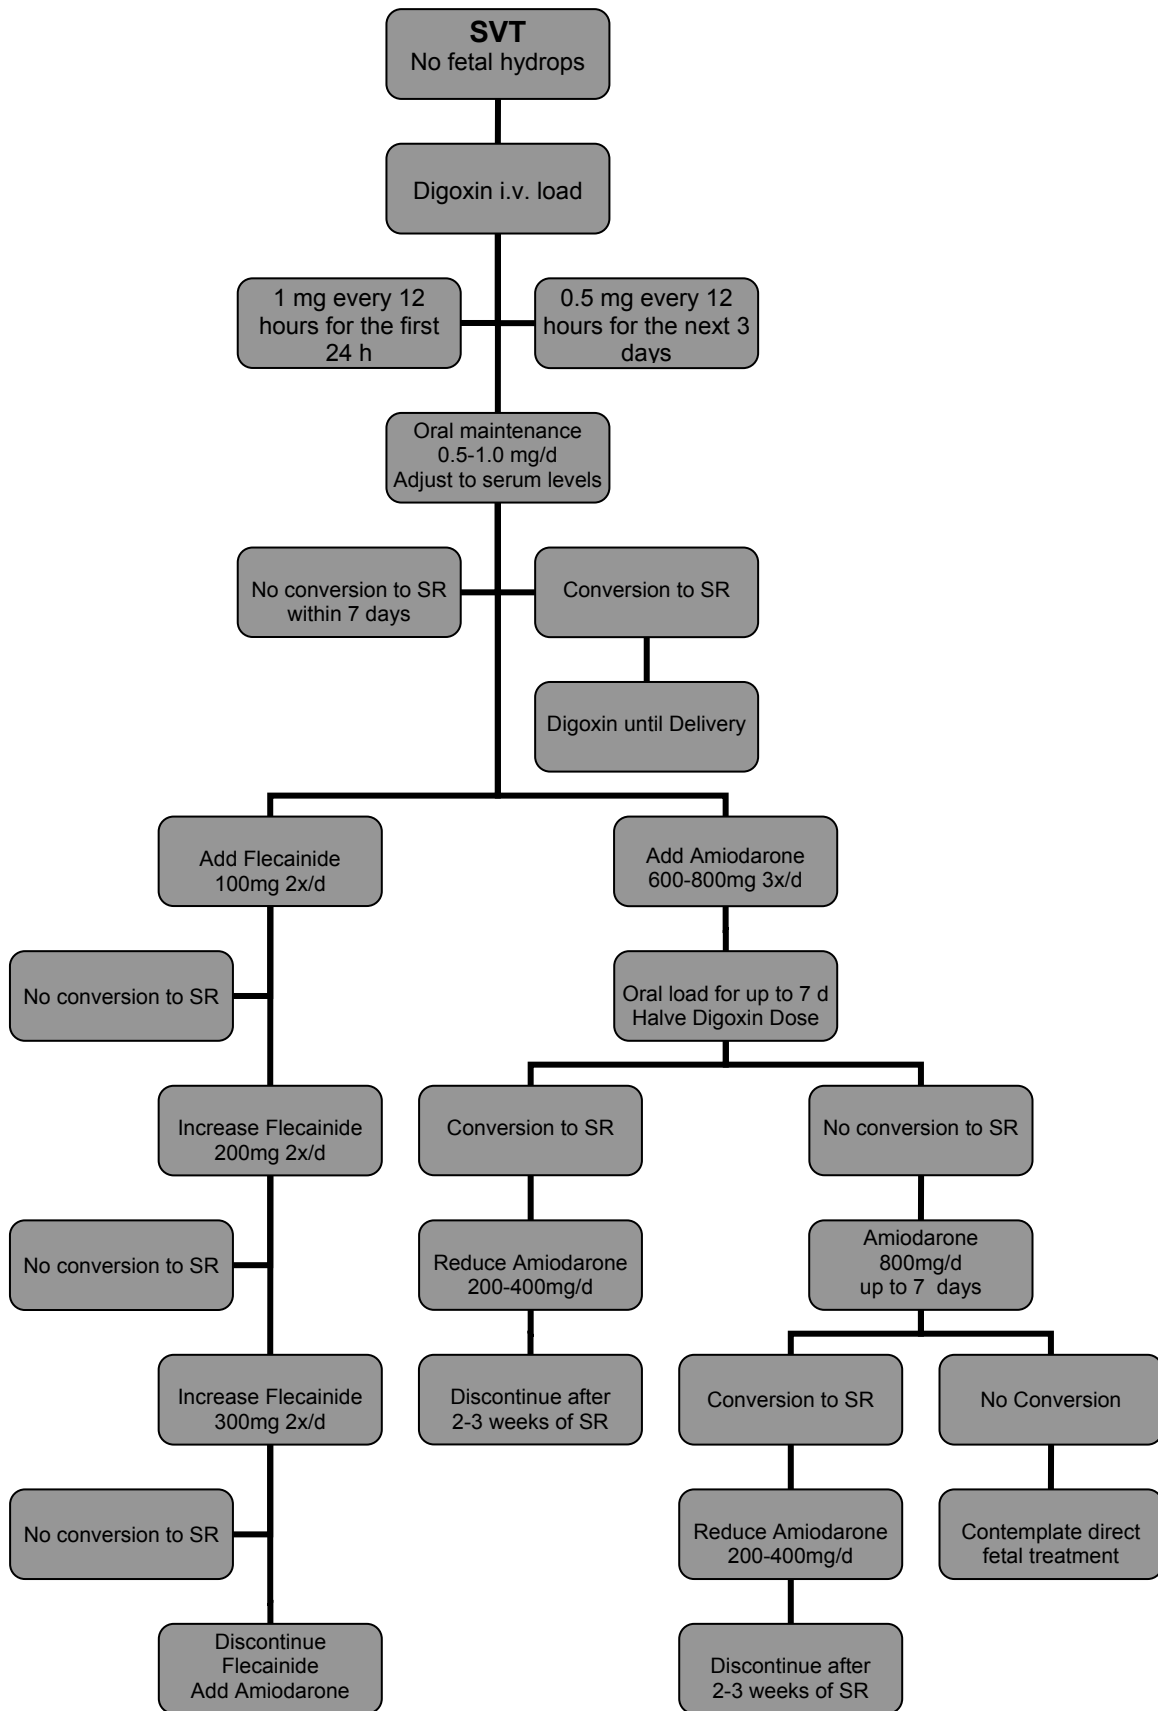 SVT
No fetal hydrops
Digoxin i.v. load
1 mg every 12
hours for the first
24 h
0.5 mg every 12
hours for the next 3
days
Oral maintenance
0.5-1.0 mg/d
Adjust to serum levels
No conversion to SR
within 7 days
Conversion to SR
Digoxin until Delivery
Add Flecainide
100mg 2x/d
Add Amiodarone
600-800mg 3x/d
No conversion to SR
Oral load for up to 7 d
Halve Digoxin Dose
Increase Flecainide
200mg 2x/d
Conversion to SR
No conversion to SR
No conversion to SR
Reduce Amiodarone
200-400mg/d
Amiodarone
800mg/d
up to 7 days
Increase Flecainide
300mg 2x/d
Discontinue after
2-3 weeks of SR
Conversion to SR
No Conversion
No conversion to SR
Reduce Amiodarone
200-400mg/d
Contemplate direct
fetal treatment
Discontinue
Flecainide
Add Amiodarone
Discontinue after
2-3 weeks of SR